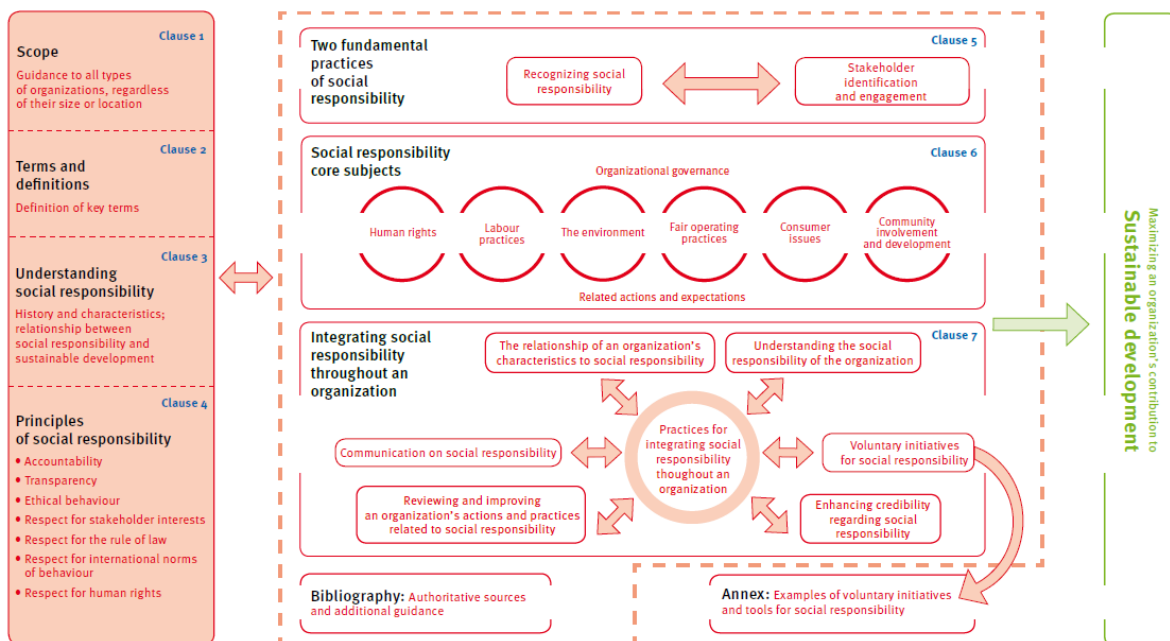 Clause 1
Scope
Guidance to all types
of organizations, regardless
of their size or location
Clause 2
Terms and
definitions
Definition of key terms
Clause 3
Understanding
social responsibility
History and characteristics;
relationship between
social responsibility and
sustainable development
Clause 4
Principles
of social responsibility
• Accountability
• Transparency
• Ethical behaviour
• Respect for stakeholder interests
• Respect for the rule of law
• Respect for international norms
of behaviour
• Respect for human rights
Two fundamental
practices
of social
responsibility
Clause 5
Recognizing social
responsibility
Stakeholder
identification
and engagement
Social responsibility
core subjects
Clause 6
Organizational governance
Human rights
Labour
practices
The environment
Fair operating
practices
Consumer
issues
Community
involvement
and development
Related actions and expectations
Integrating social
responsibility
throughout an
organization
Clause 7
The relationship of an organization's
characteristics to social responsibility
Understanding the social
responsibility of the organization
Practices for
integrating social
responsibility
thoughout an
organization
Communication on social responsibility
Voluntary initiatives
for social responsibility
Reviewing and improving
an organization's actions and practices
related to social responsibility
Enhancing credibility
regarding social
responsibility
Bibliography: Authoritative sources
and additional guidance
Annex: Examples of voluntary initiatives
and tools for social responsibility
Maximizing an organization's contribution to
Sustainable development